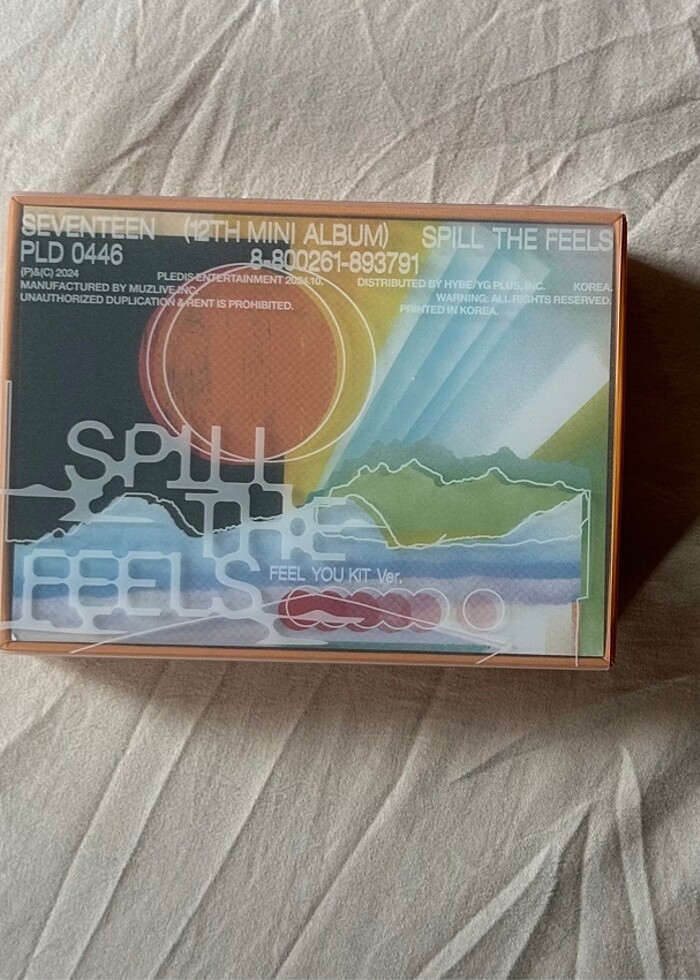 SEVENTEEN (12TH MINI ALBUM) SPILL THE FEELS
PLD 0446 8-800261-893791
(P)&(C) 2024 PLEDIS ENTERTAINMENT 2024.10. DISTRIBUTED BY HYBE/YG PLUS, INC. KOREA.
MANUFACTURED BY MUZLIVE INC. WARNING: ALL RIGHTS RESERVED.
UNAUTHORIZED DUPLICATION & RENT IS PROHIBITED. PRINTED IN KOREA.
SPILL
THE
FEELS
FEEL YOU KiT Ver.